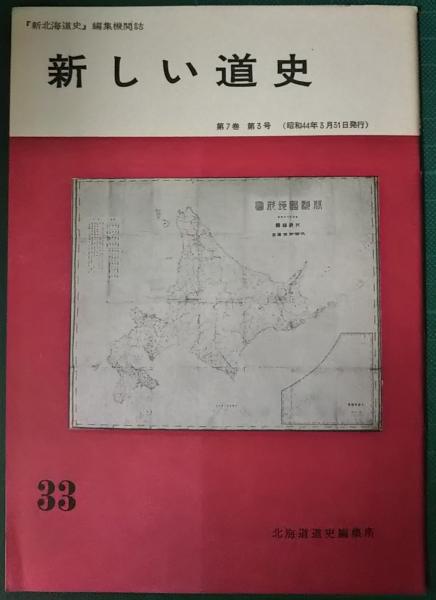 『新北海道史』編集機関誌
新しい道史
第7巻 第3号 (昭和44年3月31日発行)
33
北海道道史編集所